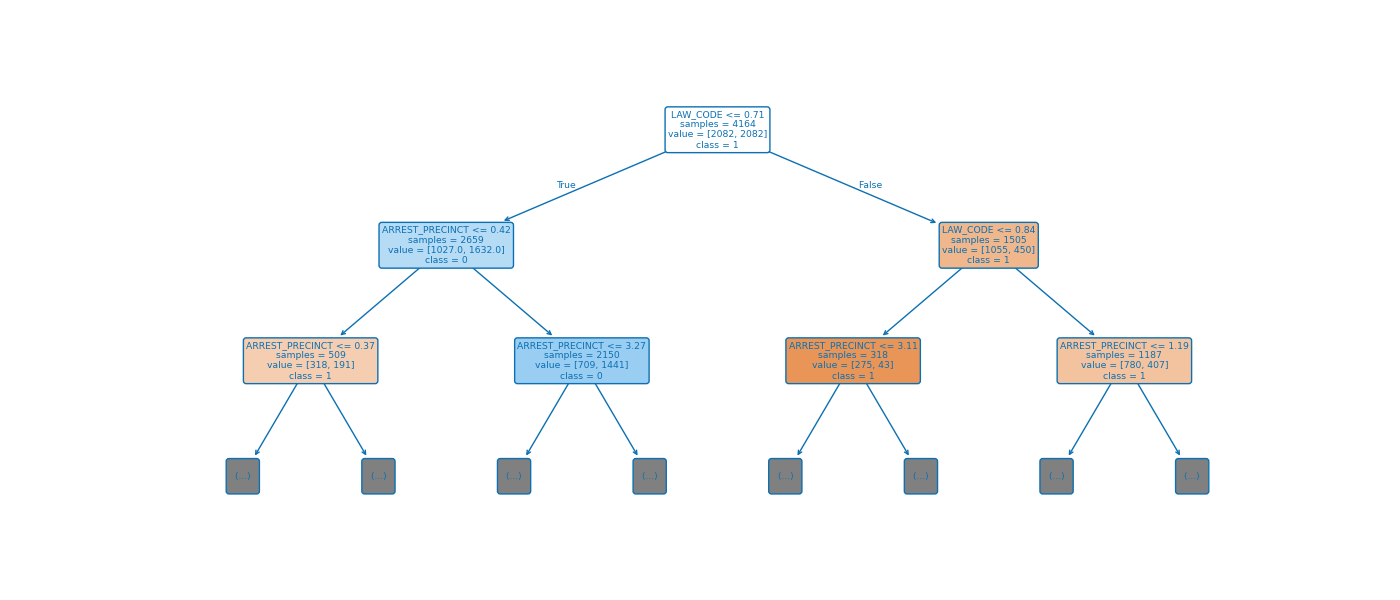 LAW_CODE <= 0.71
samples = 4164
value = [2082, 2082]
class = 1
True
False
ARREST_PRECINCT <= 0.42
samples = 2659
value = [1027.0, 1632.0]
class = 0
LAW_CODE <= 0.84
samples = 1505
value = [1055, 450]
class = 1
ARREST_PRECINCT <= 0.37
samples = 509
value = [318, 191]
class = 1
ARREST_PRECINCT <= 3.27
samples = 2150
value = [709, 1441]
class = 0
ARREST_PRECINCT <= 3.11
samples = 318
value = [275, 43]
class = 1
ARREST_PRECINCT <= 1.19
samples = 1187
value = [780, 407]
class = 1
(...)
(...)
(...)
(...)
(...)
(...)
(...)
(...)